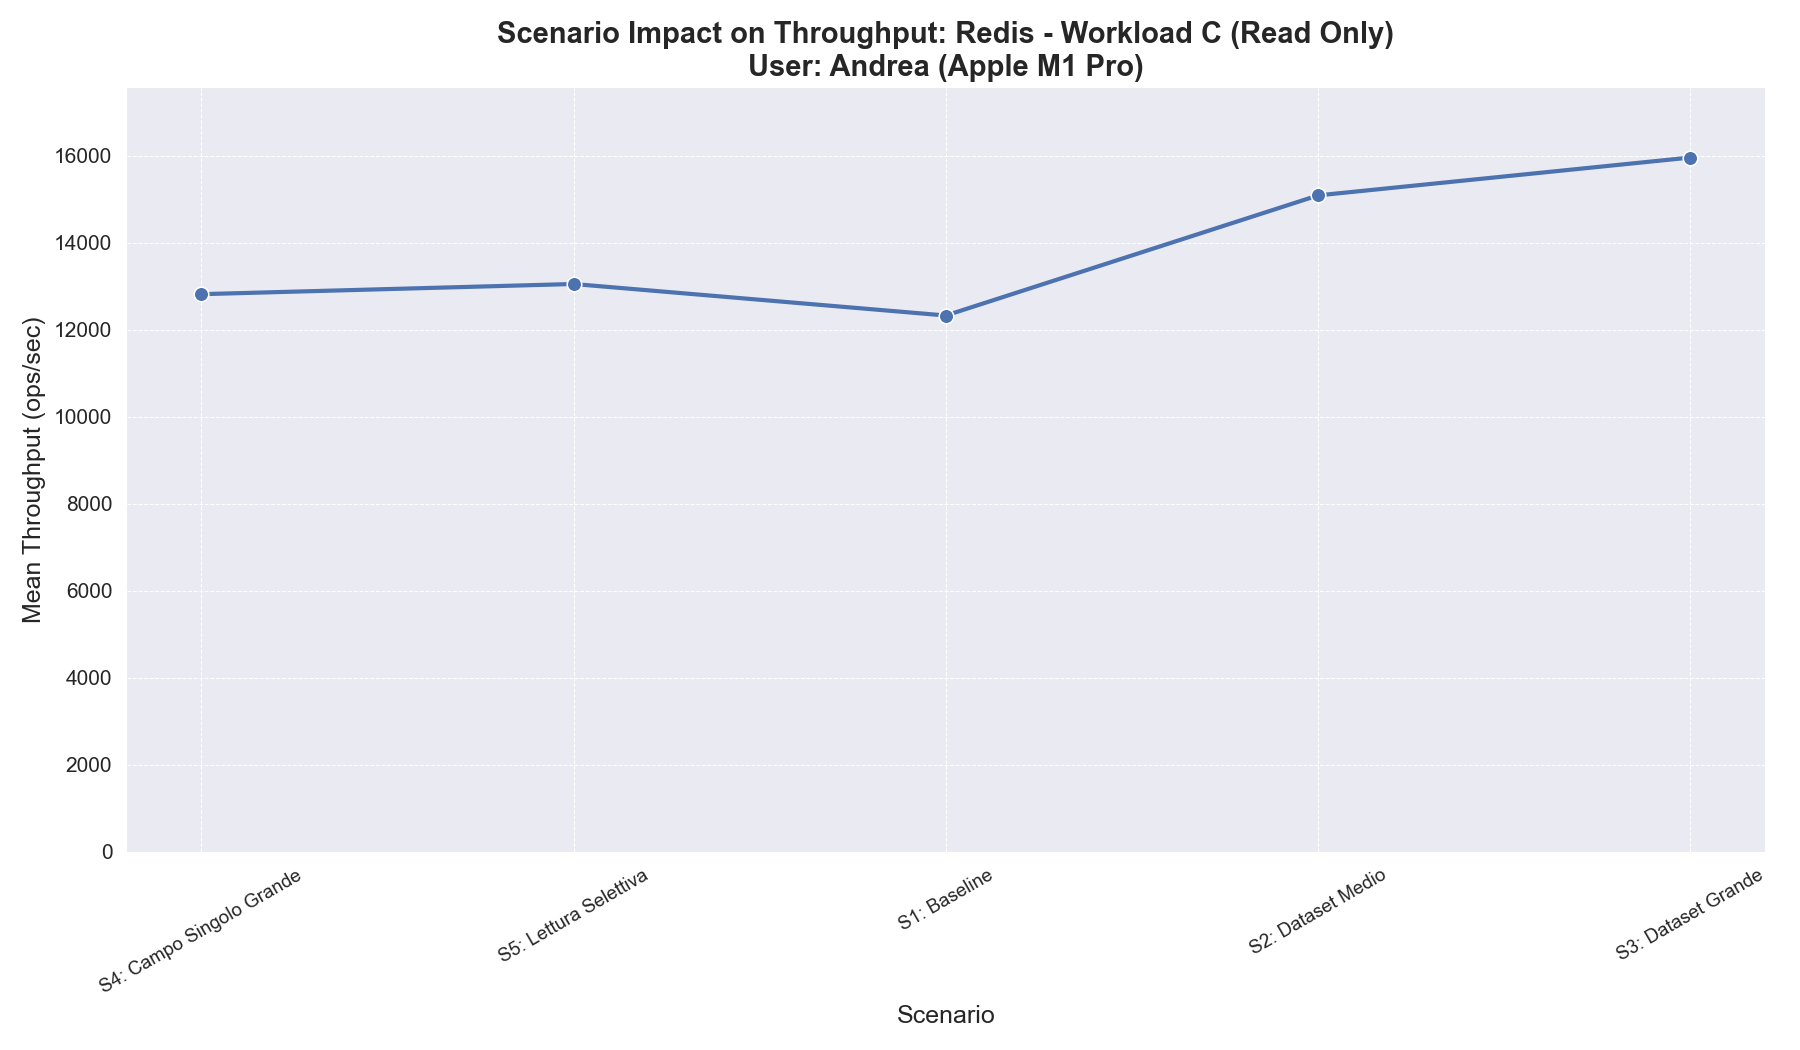 Scenario Impact on Throughput: Redis - Workload C (Read Only)
User: Andrea (Apple M1 Pro)
Mean Throughput (ops/sec)
16000
14000
12000
10000
8000
6000
4000
2000
0
S4: Campo Singolo Grande
S5: Lettura Selettiva
S1: Baseline
S2: Dataset Medio
S3: Dataset Grande
Scenario